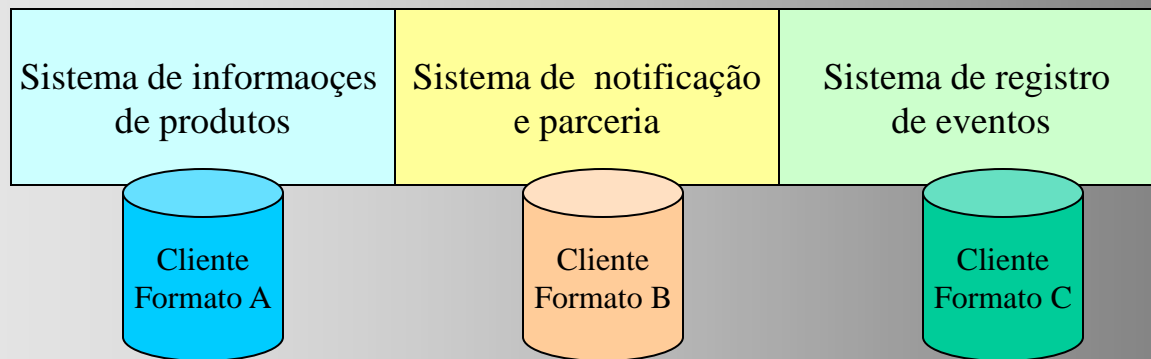 Sistema de informaoçes
de produtos
Sistema de  notificação
e parceria
Sistema de registro
de eventos
Cliente
Formato A
Cliente
Formato B
Cliente
Formato C